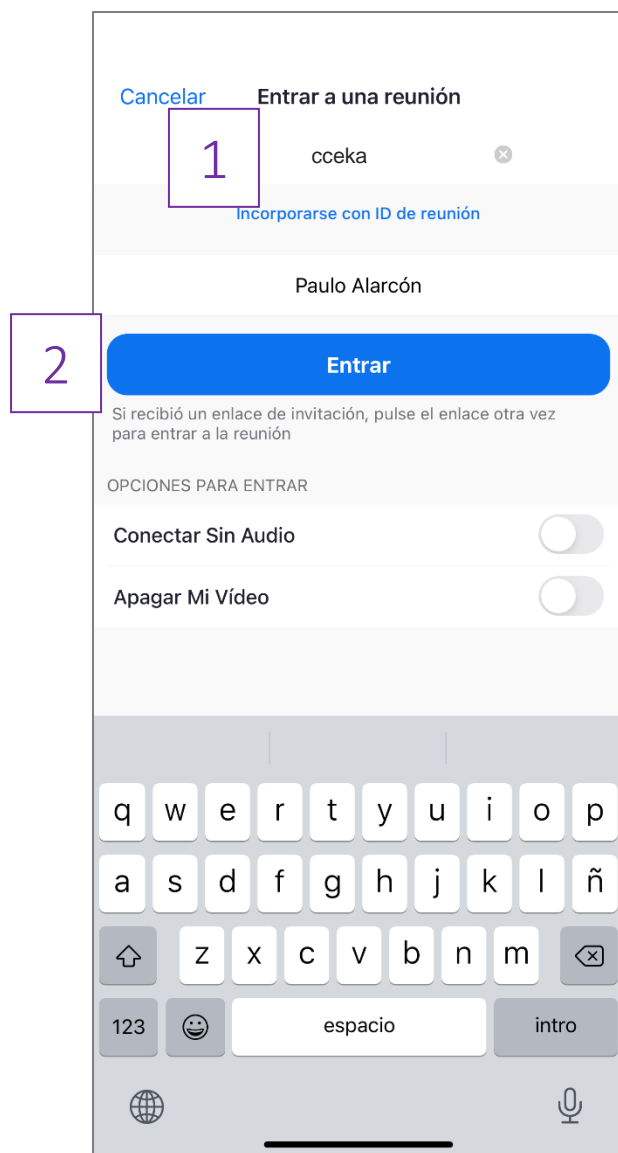 Cancelar Entrar a una reunión
1
cceka
Incorporarse con ID de reunión
Paulo Alarcón
2
Entrar
Si recibió un enlace de invitación, pulse el enlace otra vez
para entrar a la reunión
OPCIONES PARA ENTRAR
Conectar Sin Audio
Apagar Mi Vídeo
q w e r t y u i o p
a s d f g h j k l ñ
z x c v b n m
123 espacio intro